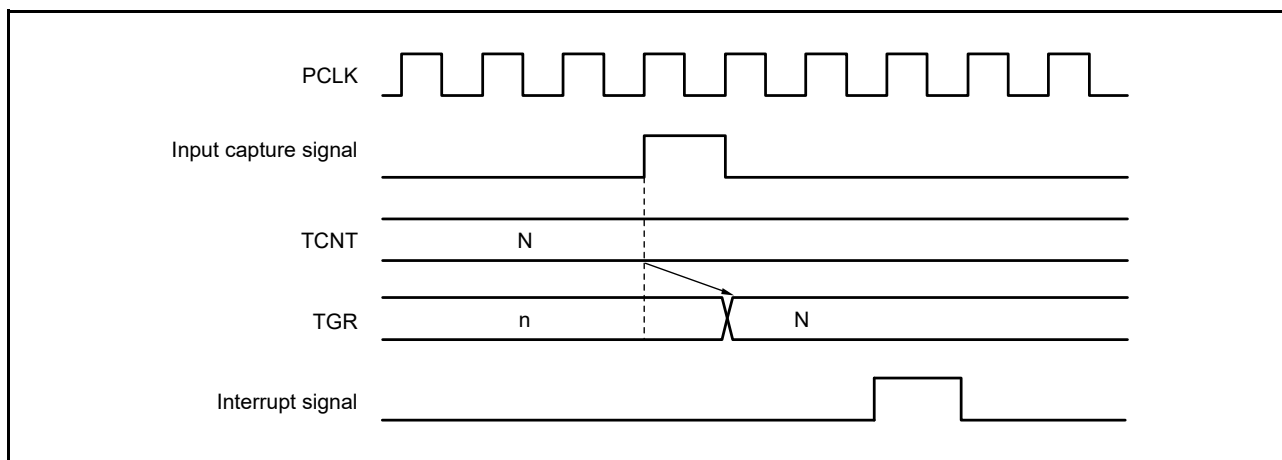 PCLK
Input capture signal
TCNT
N
TGR
n
N
Interrupt signal